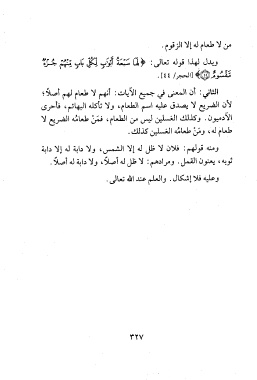 من لا طعام له إلا الزقوم.
ويدل لهذا قوله تعالى: ﴿لَهَا سَبْعَةُ أَبْوَابٍ لِّكُلِّ بَابٍ مِّنْهُمْ جُزْءٌ
مَّقْسُومٌ ۝٤٤﴾ [الحجر/ ٤٤].
الثاني: أن المعنى في جميع الآيات: أنهم لا طعام لهم أصلاً؛
لأن الضريع لا يصدق عليه اسم الطعام، ولا تأكله البهائم، فأحرى
الآدميون. وكذلك الغسلين ليس من الطعام، فمَنْ طعامه الضريع لا
طعام له، ومَنْ طعامُه الغسلين كذلك.
ومنه قولهم: فلان لا ظل له إلا الشمس، ولا دابة له إلا دابة
ثوبه، يعنون القمل. ومرادهم: لا ظل له أصلاً، ولا دابة له أصلاً.
وعليه فلا إشكال. والعلم عند الله تعالى.
٣٢٧